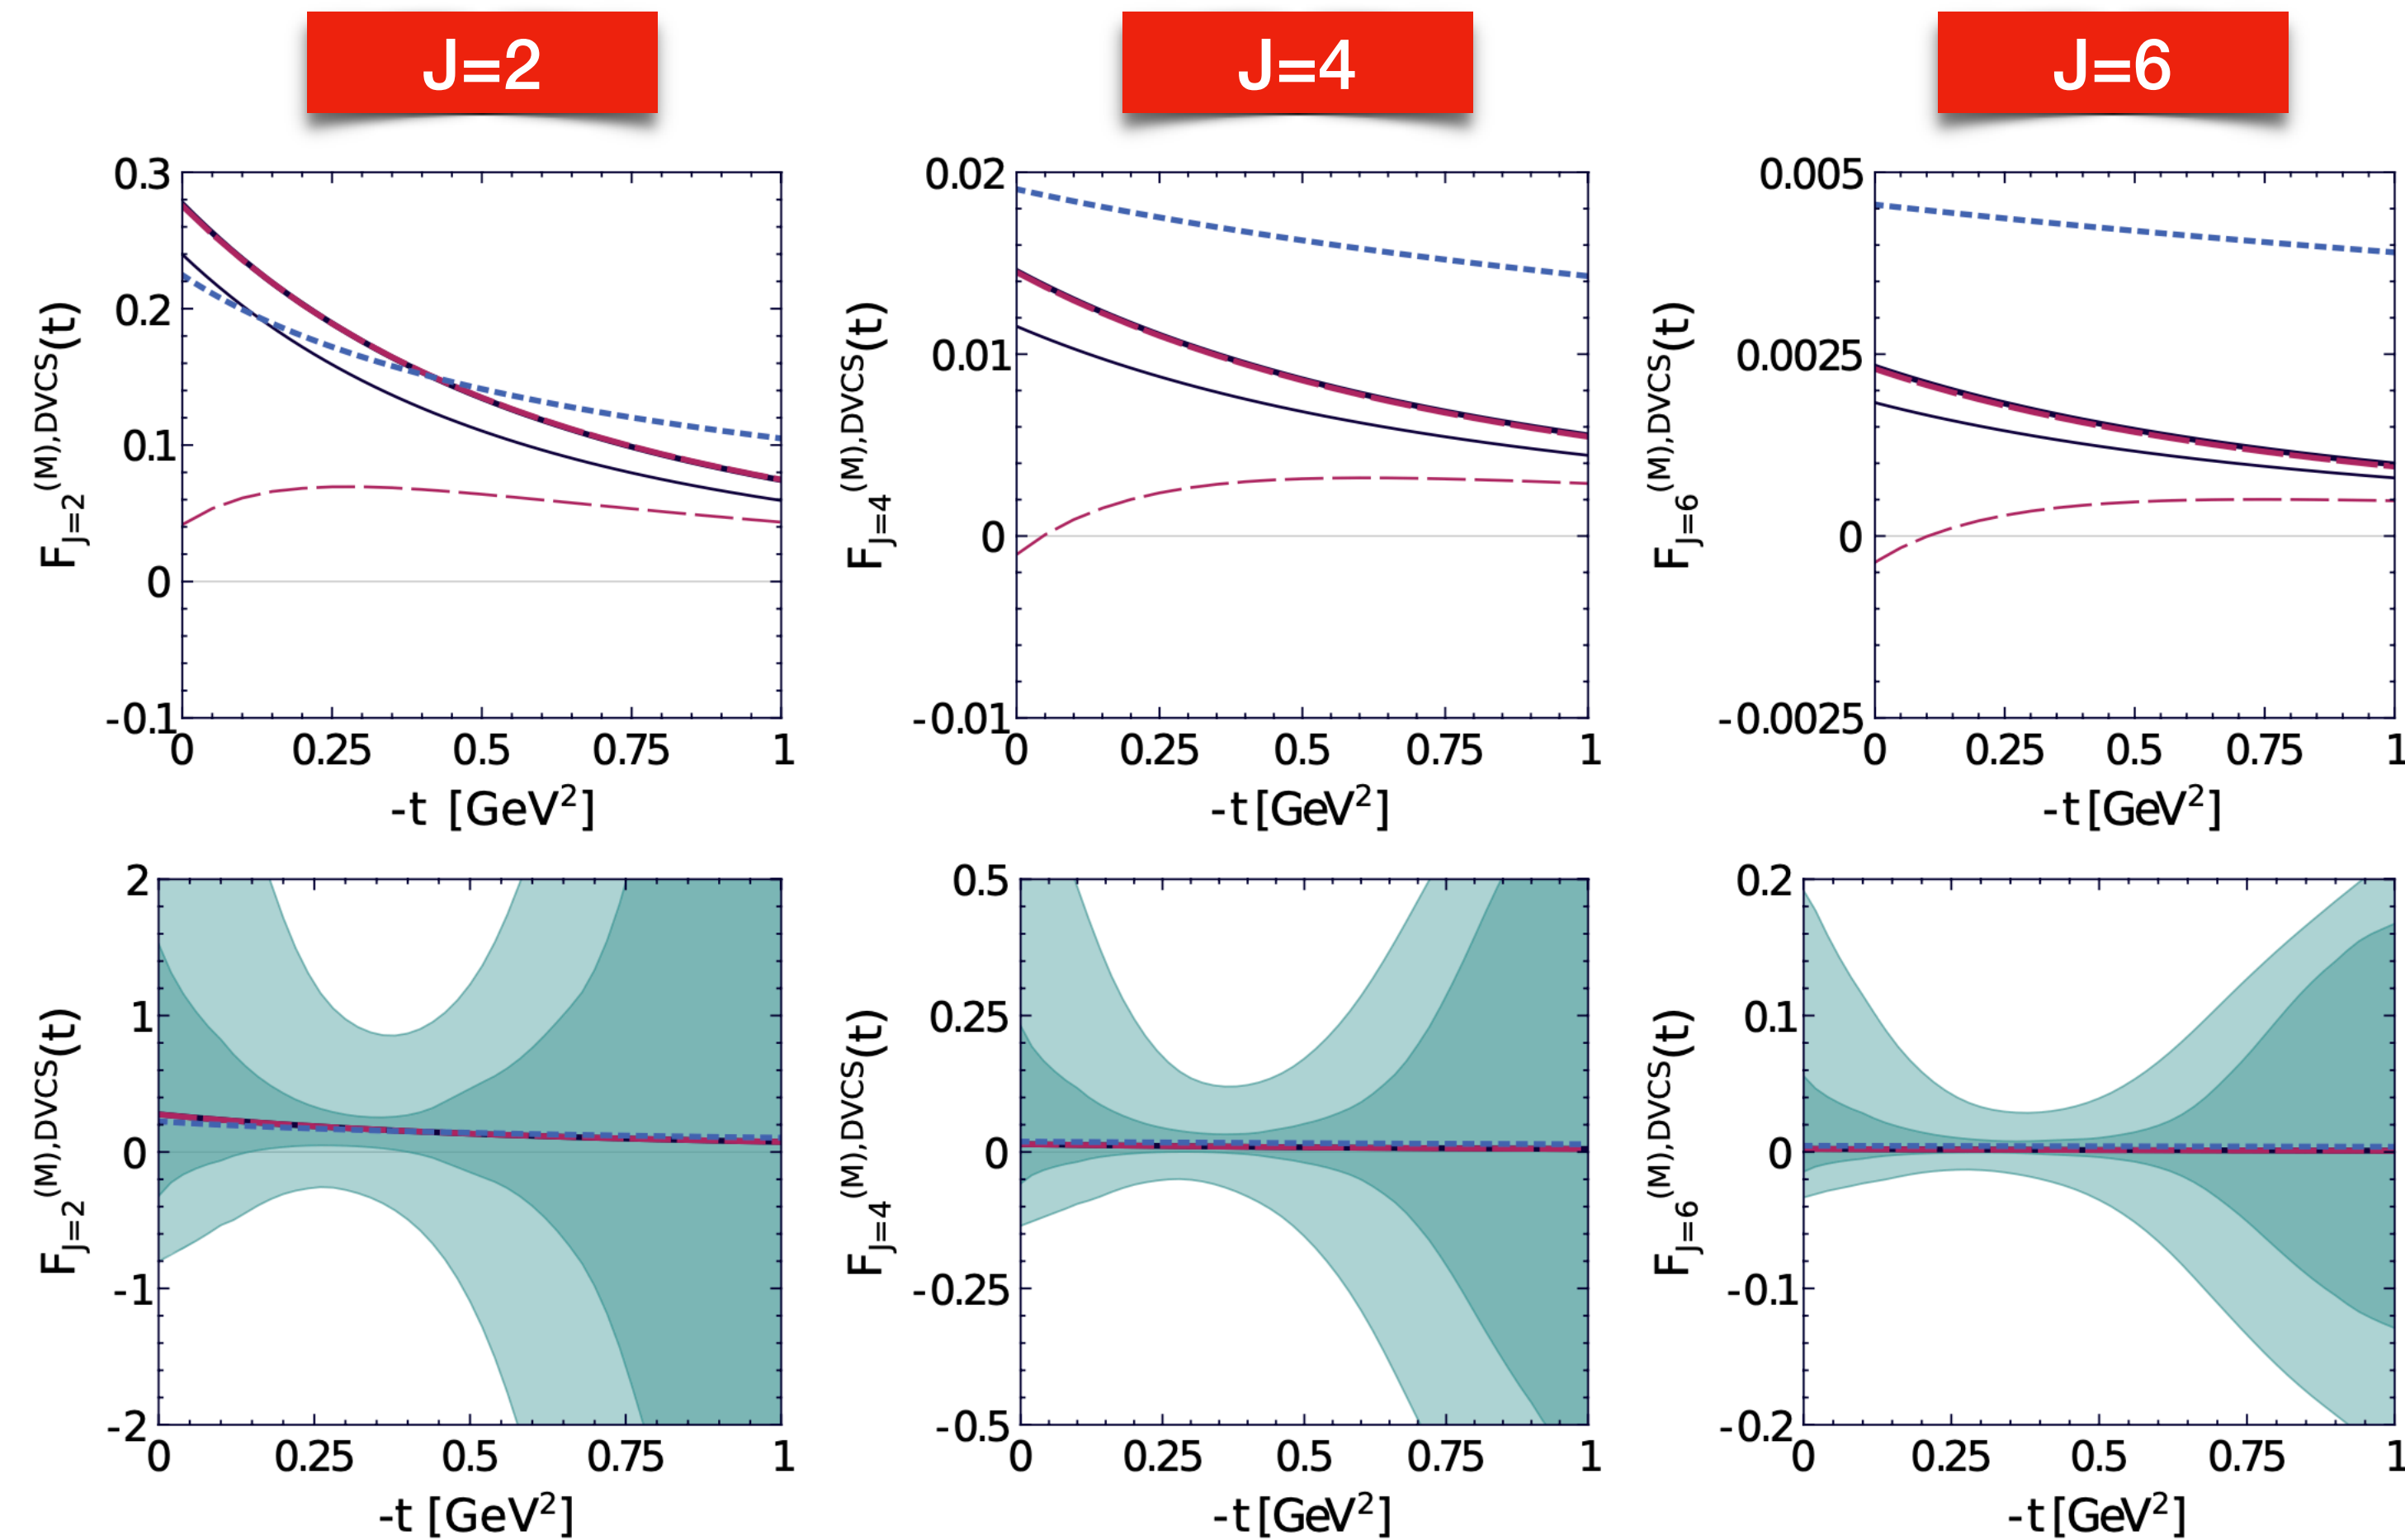 J=2
J=4
J=6
0.3
0.2
0.1
0
-0.1
F_{J=2}^{(M),DVCS}(t)
0 0.25 0.5 0.75 1
-t [GeV²]
0.02
0.01
0
-0.01
F_{J=4}^{(M),DVCS}(t)
0 0.25 0.5 0.75 1
-t [GeV²]
0.005
0.0025
0
-0.0025
F_{J=6}^{(M),DVCS}(t)
0 0.25 0.5 0.75 1
-t [GeV²]
2
1
0
-1
-2
F_{J=2}^{(M),DVCS}(t)
0 0.25 0.5 0.75 1
-t [GeV²]
0.5
0.25
0
-0.25
-0.5
F_{J=4}^{(M),DVCS}(t)
0 0.25 0.5 0.75 1
-t [GeV²]
0.2
0.1
0
-0.1
-0.2
F_{J=6}^{(M),DVCS}(t)
0 0.25 0.5 0.75 1
-t [GeV²]